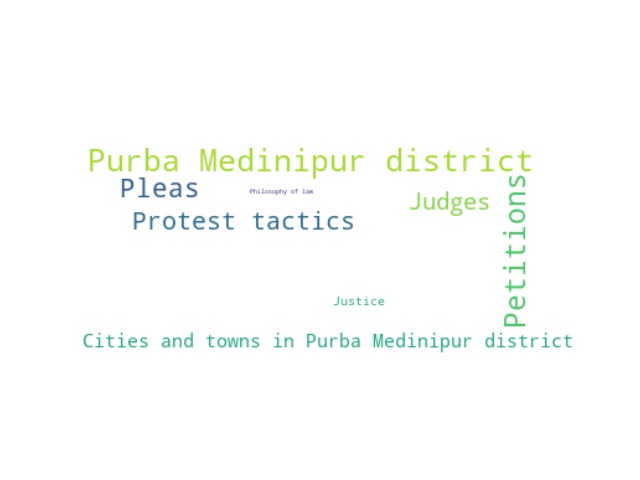 Purba Medinipur district
Pleas
Philosophy of law
Judges
Petitions
Protest tactics
Justice
Cities and towns in Purba Medinipur district